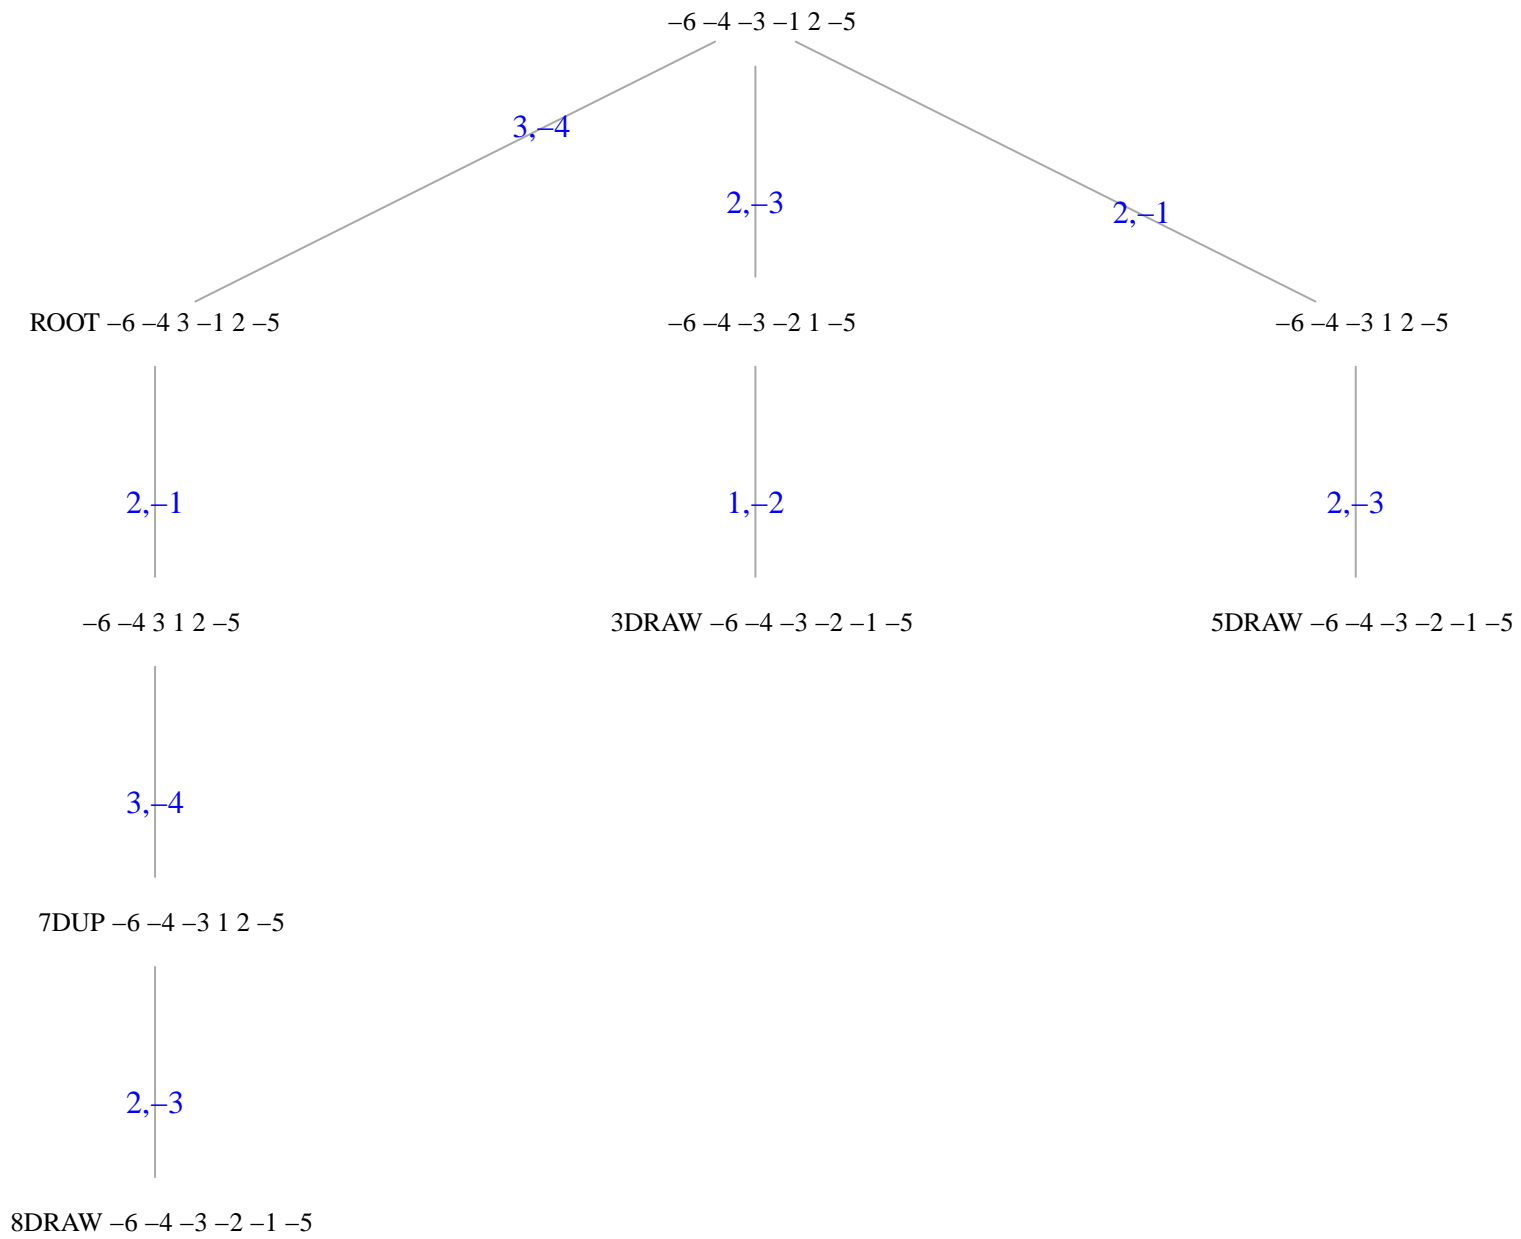 –6 –4 –3 –1 2 –5
3,–4
2,–3
2,–1
ROOT –6 –4 3 –1 2 –5
–6 –4 –3 –2 1 –5
–6 –4 –3 1 2 –5
2,–1
1,–2
2,–3
–6 –4 3 1 2 –5
3DRAW –6 –4 –3 –2 –1 –5
5DRAW –6 –4 –3 –2 –1 –5
3,–4
7DUP –6 –4 –3 1 2 –5
2,–3
8DRAW –6 –4 –3 –2 –1 –5